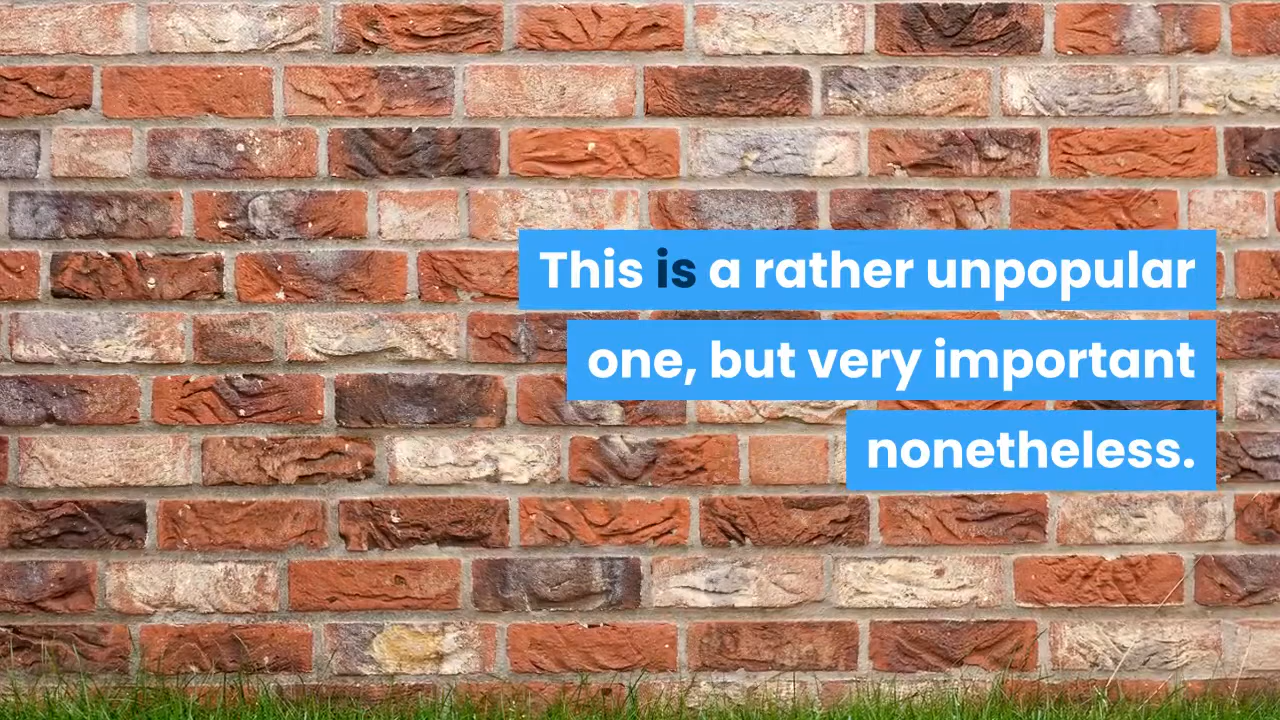 This is a rather unpopular
one, but very important
nonetheless.